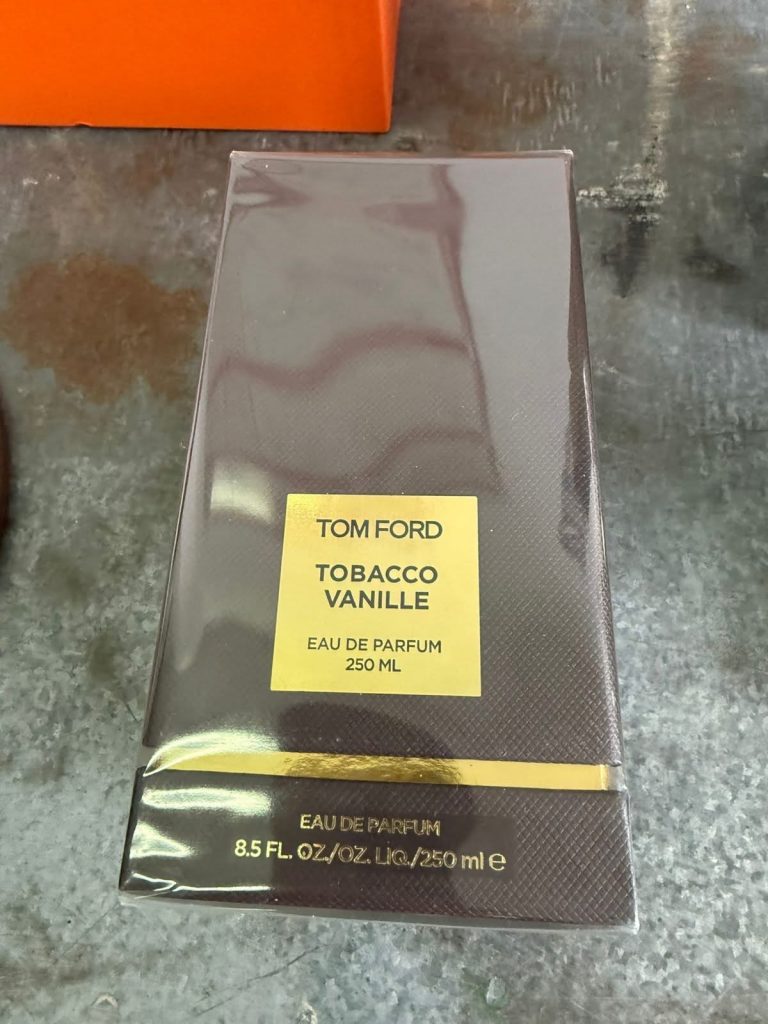 TOM FORD
TOBACCO
VANILLE
EAU DE PARFUM
250 ML
EAU DE PARFUM
8.5 FL. OZ./OZ. LIQ./250 ml ℮